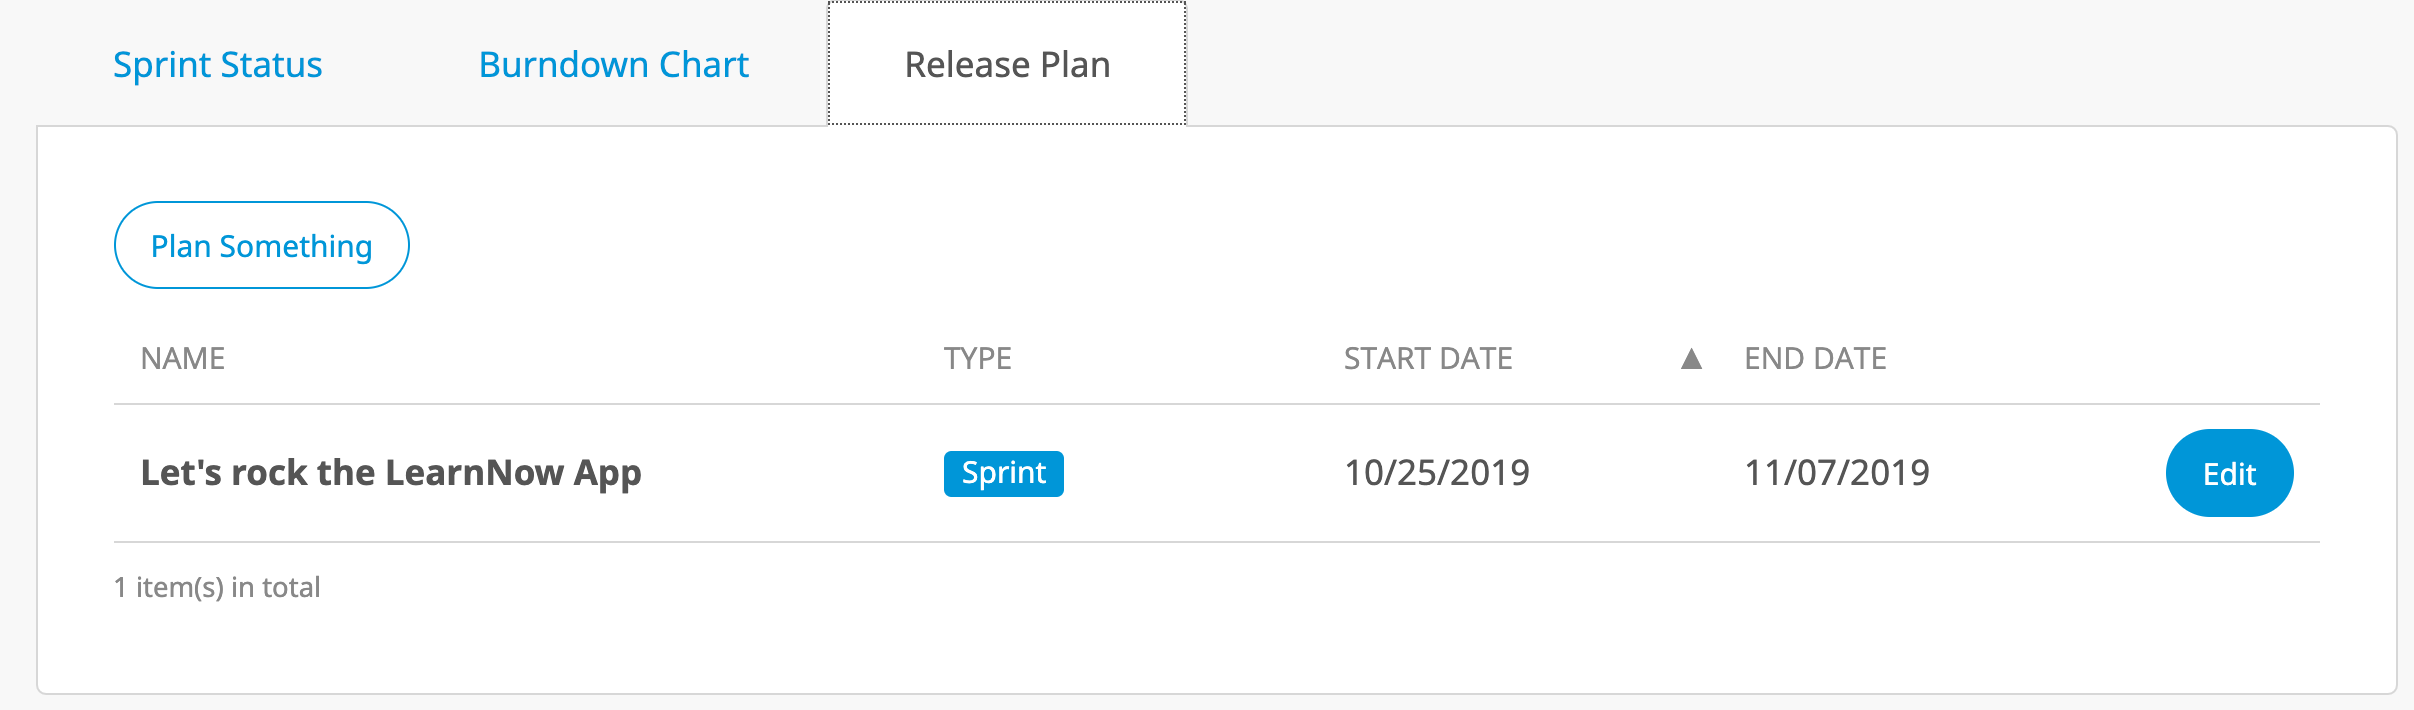 Sprint Status Burndown Chart Release Plan
Plan Something
NAME TYPE START DATE ▲ END DATE
Let's rock the LearnNow App Sprint 10/25/2019 11/07/2019 Edit
1 item(s) in total